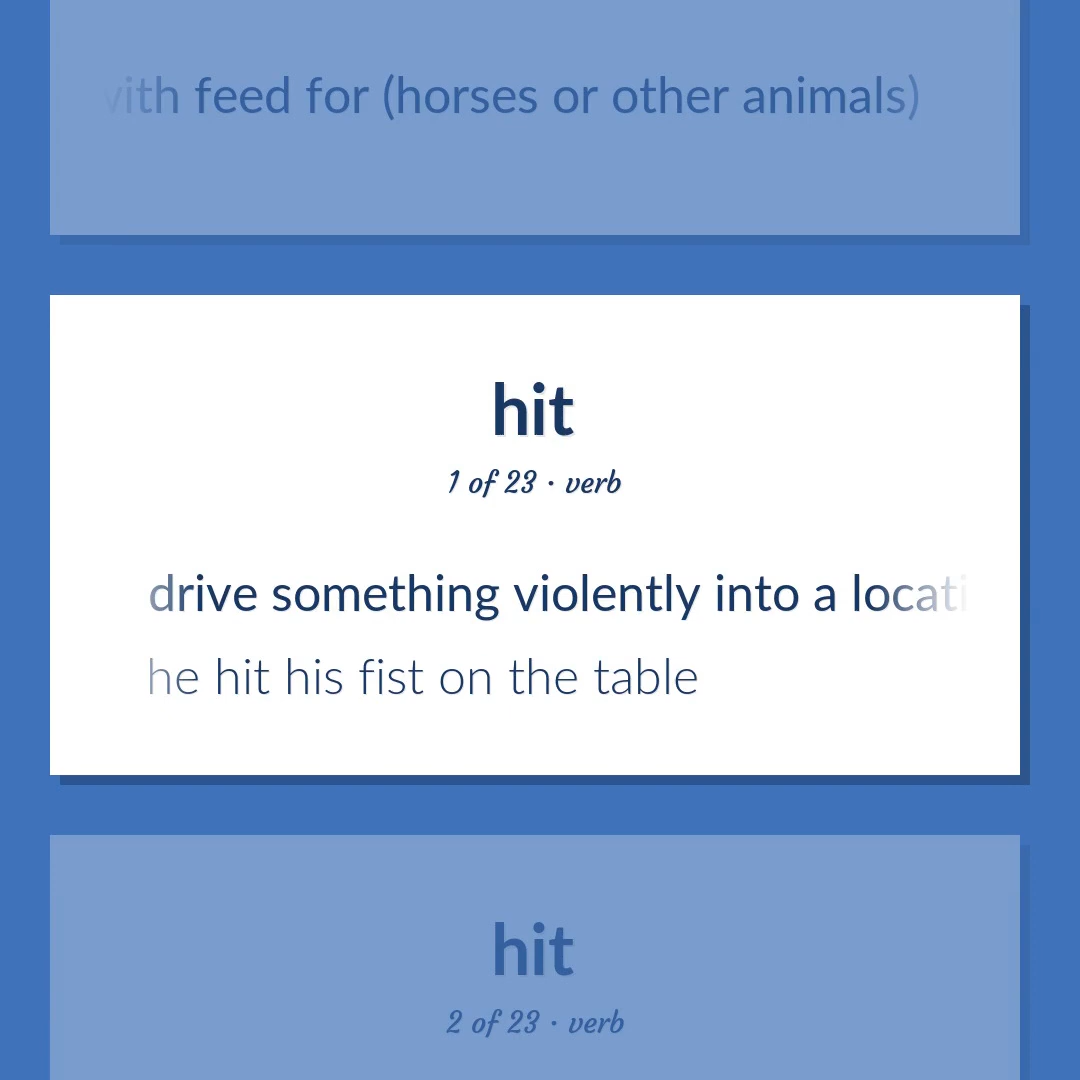 with feed for (horses or other animals)
hit
1 of 23 · verb
drive something violently into a locati
he hit his fist on the table
hit
2 of 23 · verb